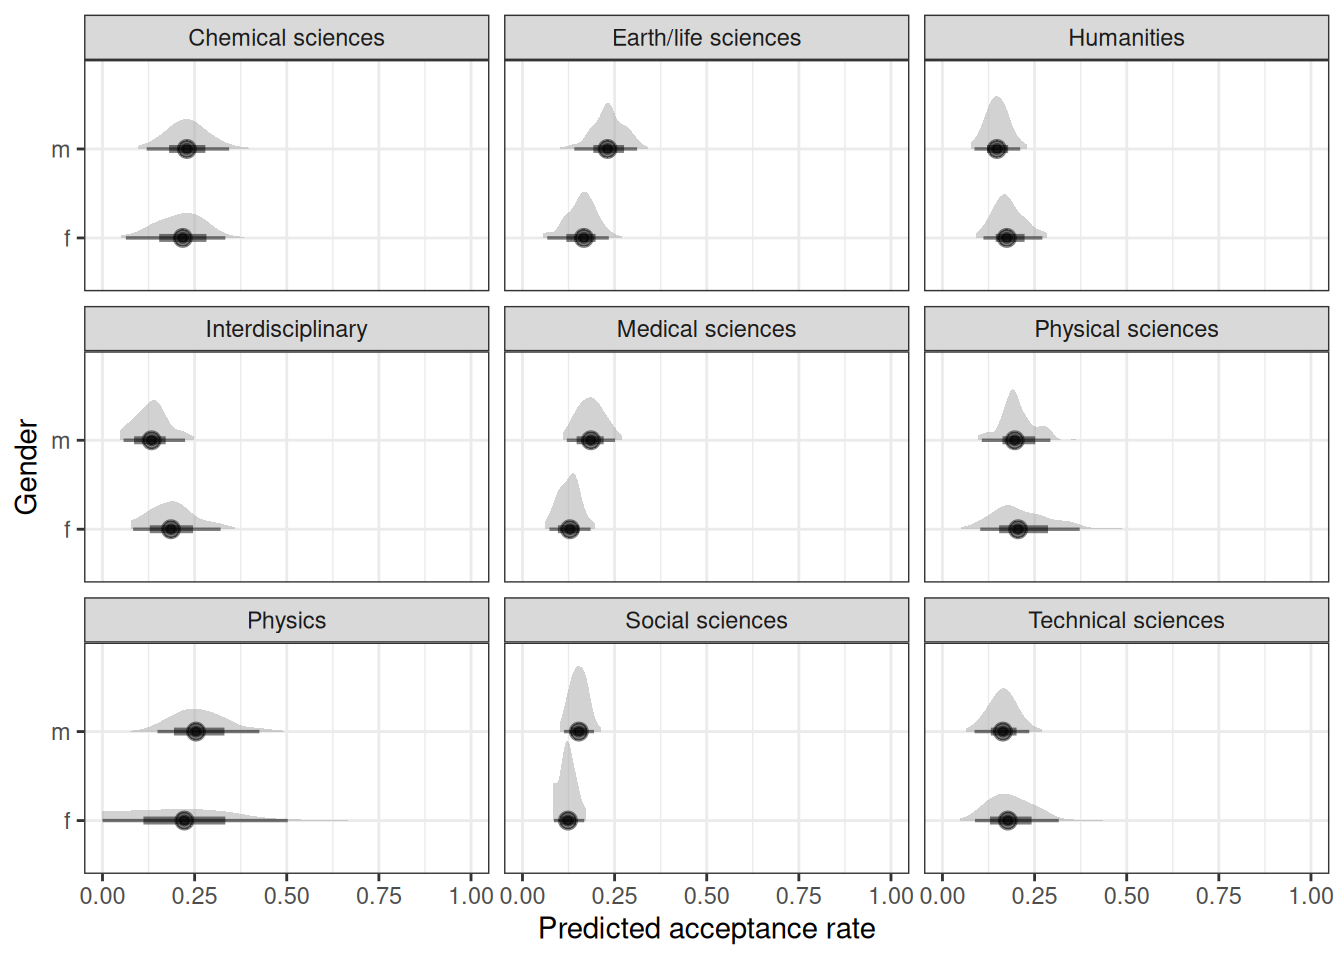 Chemical sciences
Earth/life sciences
Humanities
m
f
Interdisciplinary
Medical sciences
Physical sciences
Gender
m
f
Physics
Social sciences
Technical sciences
m
f
0.00 0.25 0.50 0.75 1.00 0.00 0.25 0.50 0.75 1.00 0.00 0.25 0.50 0.75 1.00
Predicted acceptance rate